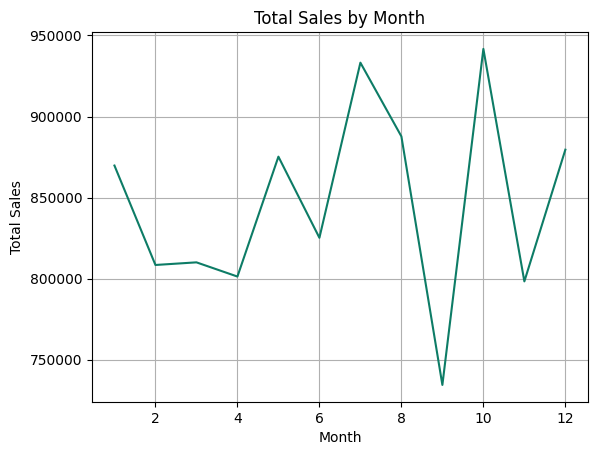 Total Sales by Month
950000
900000
850000
800000
750000
Total Sales
2 4 6 8 10 12
Month